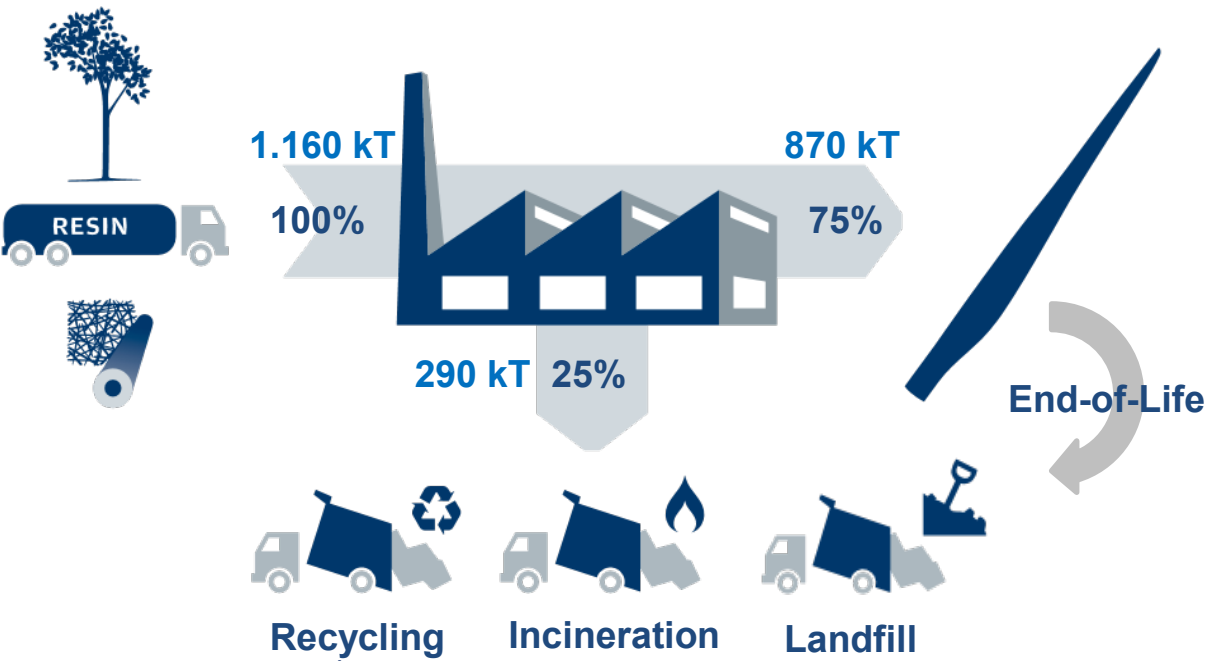 1.160 kT
870 kT
RESIN
100%
75%
290 kT 25%
End-of-Life
Recycling
Incineration
Landfill